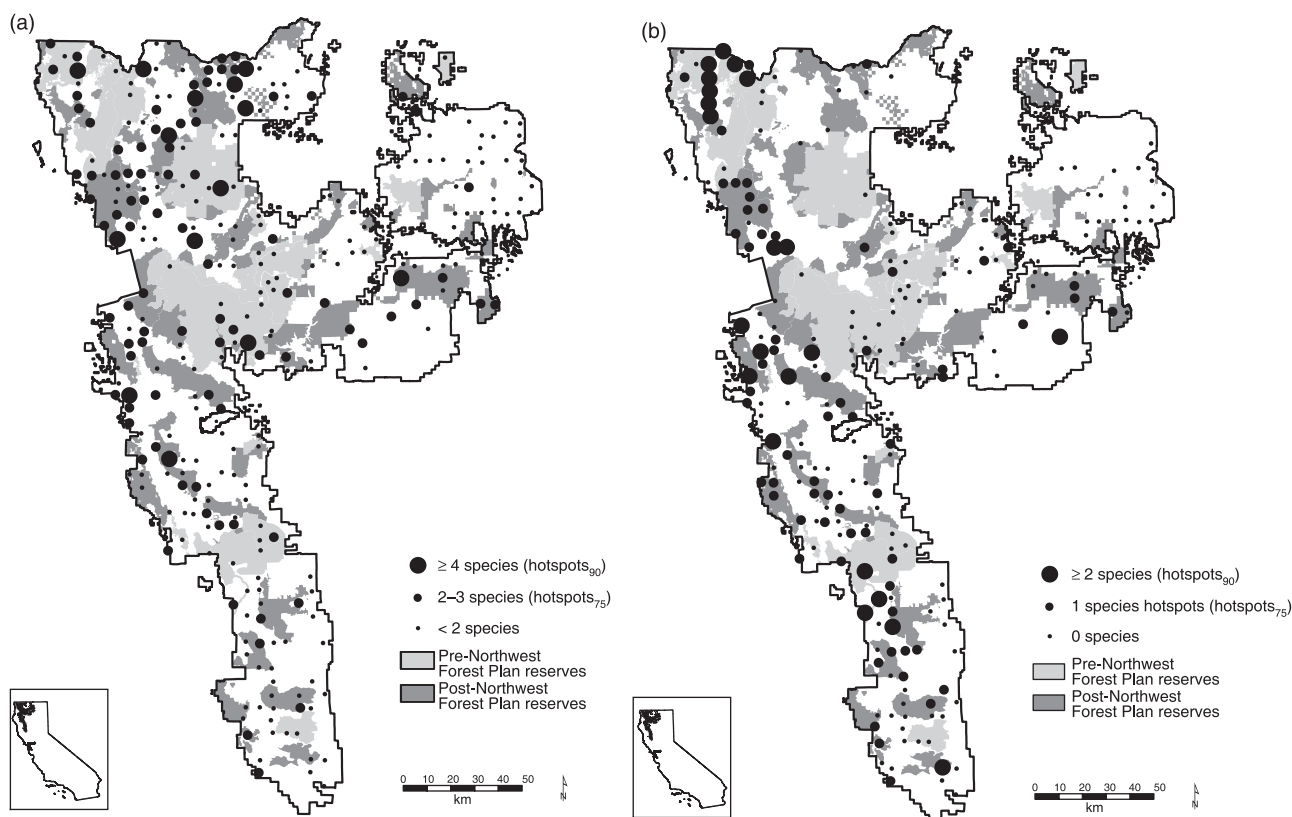 (a)
≥ 4 species (hotspots90)
2–3 species (hotspots75)
< 2 species
Pre-Northwest
Forest Plan reserves
Post-Northwest
Forest Plan reserves
0 10 20 30 40 50
km
N
(b)
≥ 2 species (hotspots90)
1 species hotspots (hotspots75)
0 species
Pre-Northwest
Forest Plan reserves
Post-Northwest
Forest Plan reserves
0 10 20 30 40 50
km
N